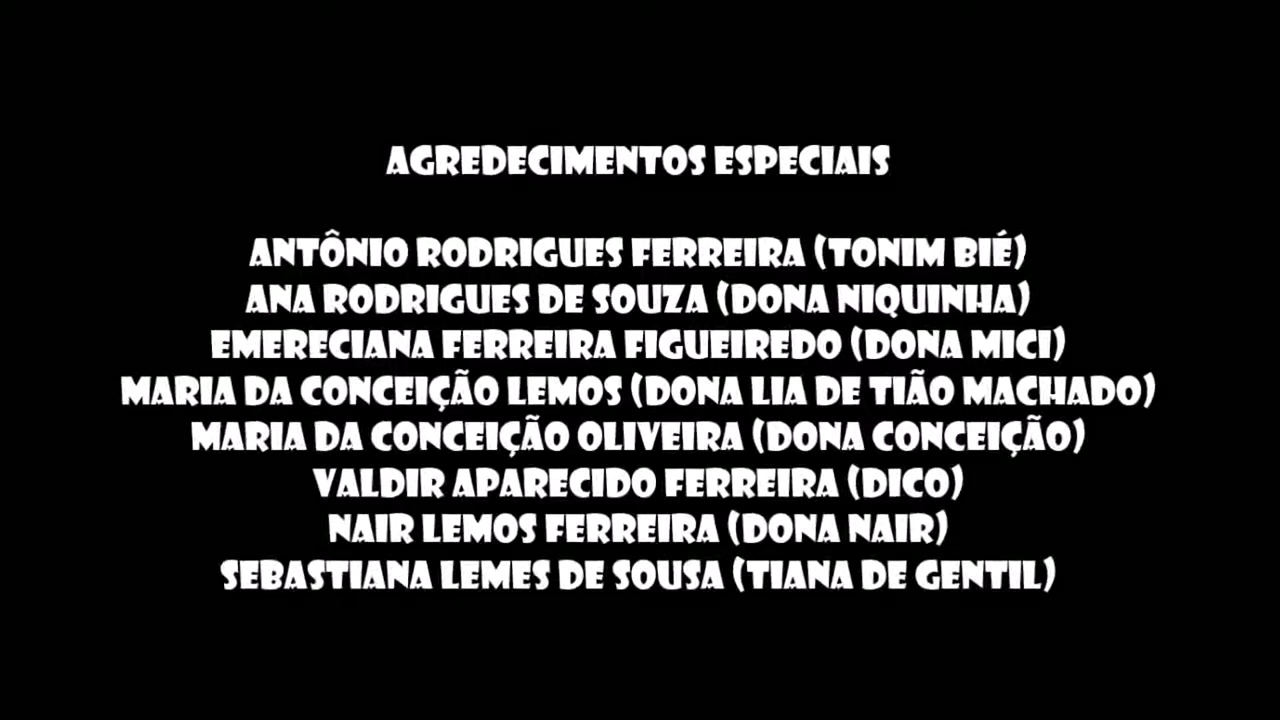 AGREDECIMENTOS ESPECIAIS
ANTÔNIO RODRIGUES FERREIRA (TONIM BIÉ)
ANA RODRIGUES DE SOUZA (DONA NIQUINHA)
EMERECIANA FERREIRA FIGUEIREDO (DONA MICI)
MARIA DA CONCEIÇÃO LEMOS (DONA LIA DE TIÃO MACHADO)
MARIA DA CONCEIÇÃO OLIVEIRA (DONA CONCEIÇÃO)
VALDIR APARECIDO FERREIRA (DICO)
NAIR LEMOS FERREIRA (DONA NAIR)
SEBASTIANA LEMES DE SOUSA (TIANA DE GENTIL)